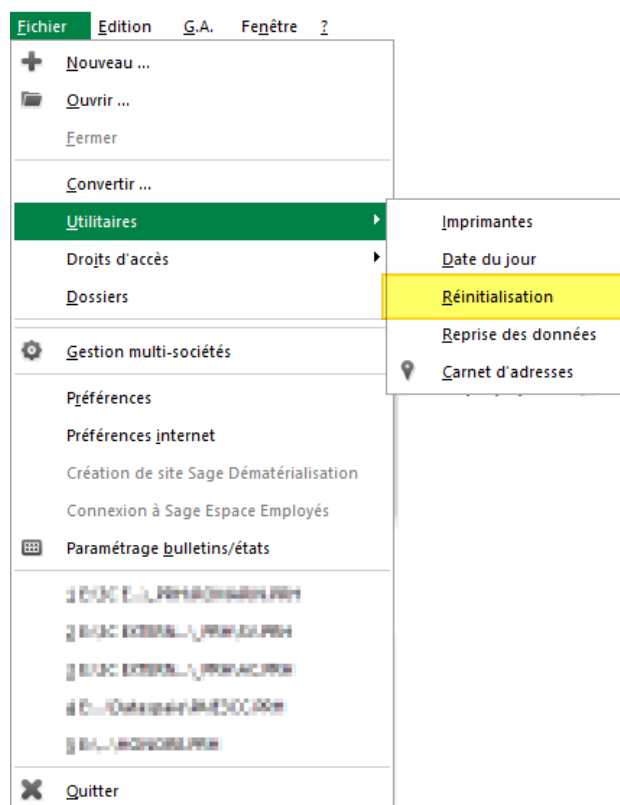 Fichier Edition G.A. Fenêtre ?
Nouveau ...
Ouvrir ...
Fermer
Convertir ...
Utilitaires
Imprimantes
Droits d'accès
Date du jour
Dossiers
Réinitialisation
Reprise des données
Gestion multi-sociétés
Carnet d'adresses
Préférences
Préférences internet
Création de site Sage Dématérialisation
Connexion à Sage Espace Employés
Paramétrage bulletins/états
Quitter